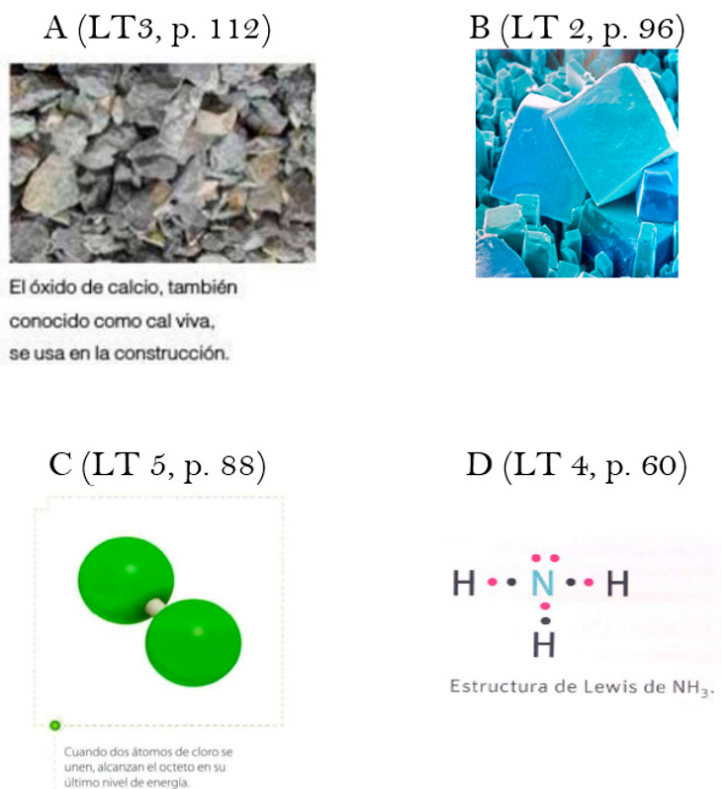 A (LT3, p. 112)
B (LT 2, p. 96)
El óxido de calcio, también
conocido como cal viva,
se usa en la construcción.
C (LT 5, p. 88)
Cuando dos átomos de cloro se
unen, alcanzan el octeto en su
último nivel de energía.
D (LT 4, p. 60)
H •• N •• H
H
Estructura de Lewis de NH₃.